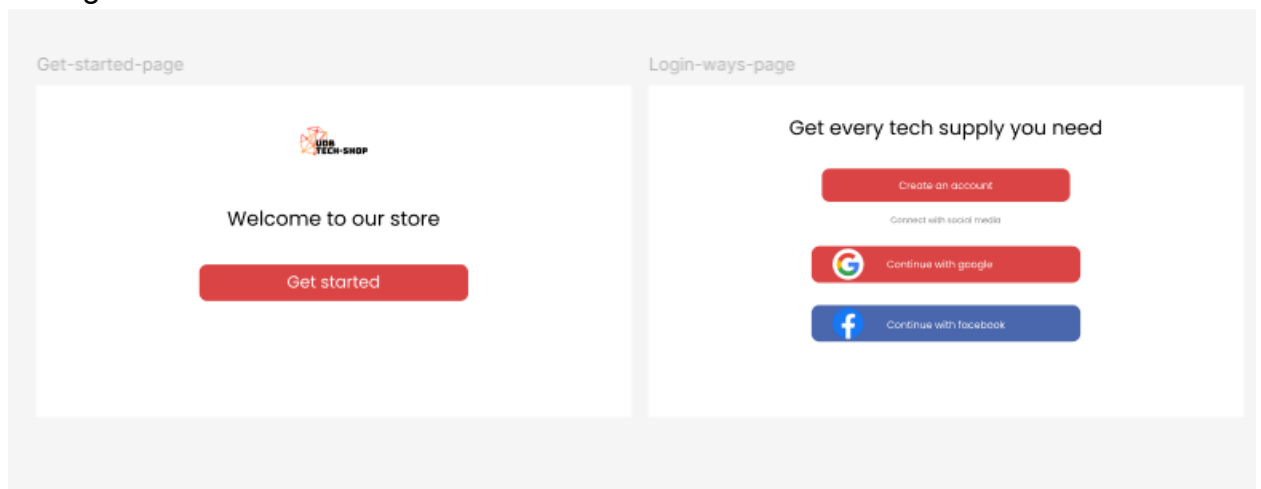 Get-started-page
UDB
TECH-SHOP
Welcome to our store
Get started
Login-ways-page
Get every tech supply you need
Create an account
Connect with social media
Continue with google
Continue with facebook